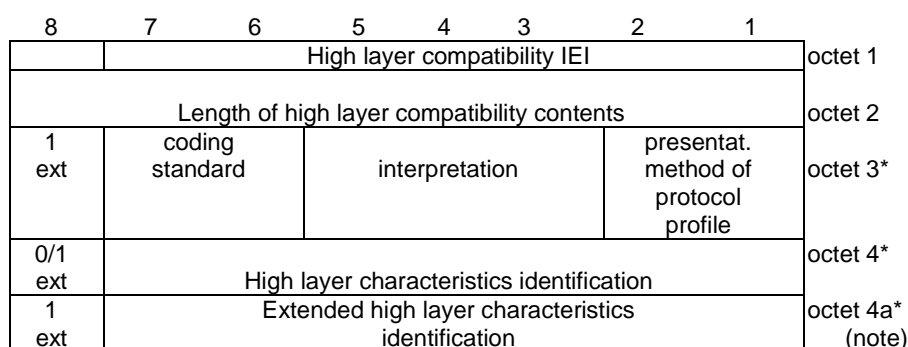 8 7 6 5 4 3 2 1
High layer compatibility IEI octet 1
Length of high layer compatibility contents octet 2
1 coding presentat.
ext standard interpretation method of octet 3*
protocol
profile
0/1 octet 4*
ext High layer characteristics identification
1 Extended high layer characteristics octet 4a*
ext identification (note)